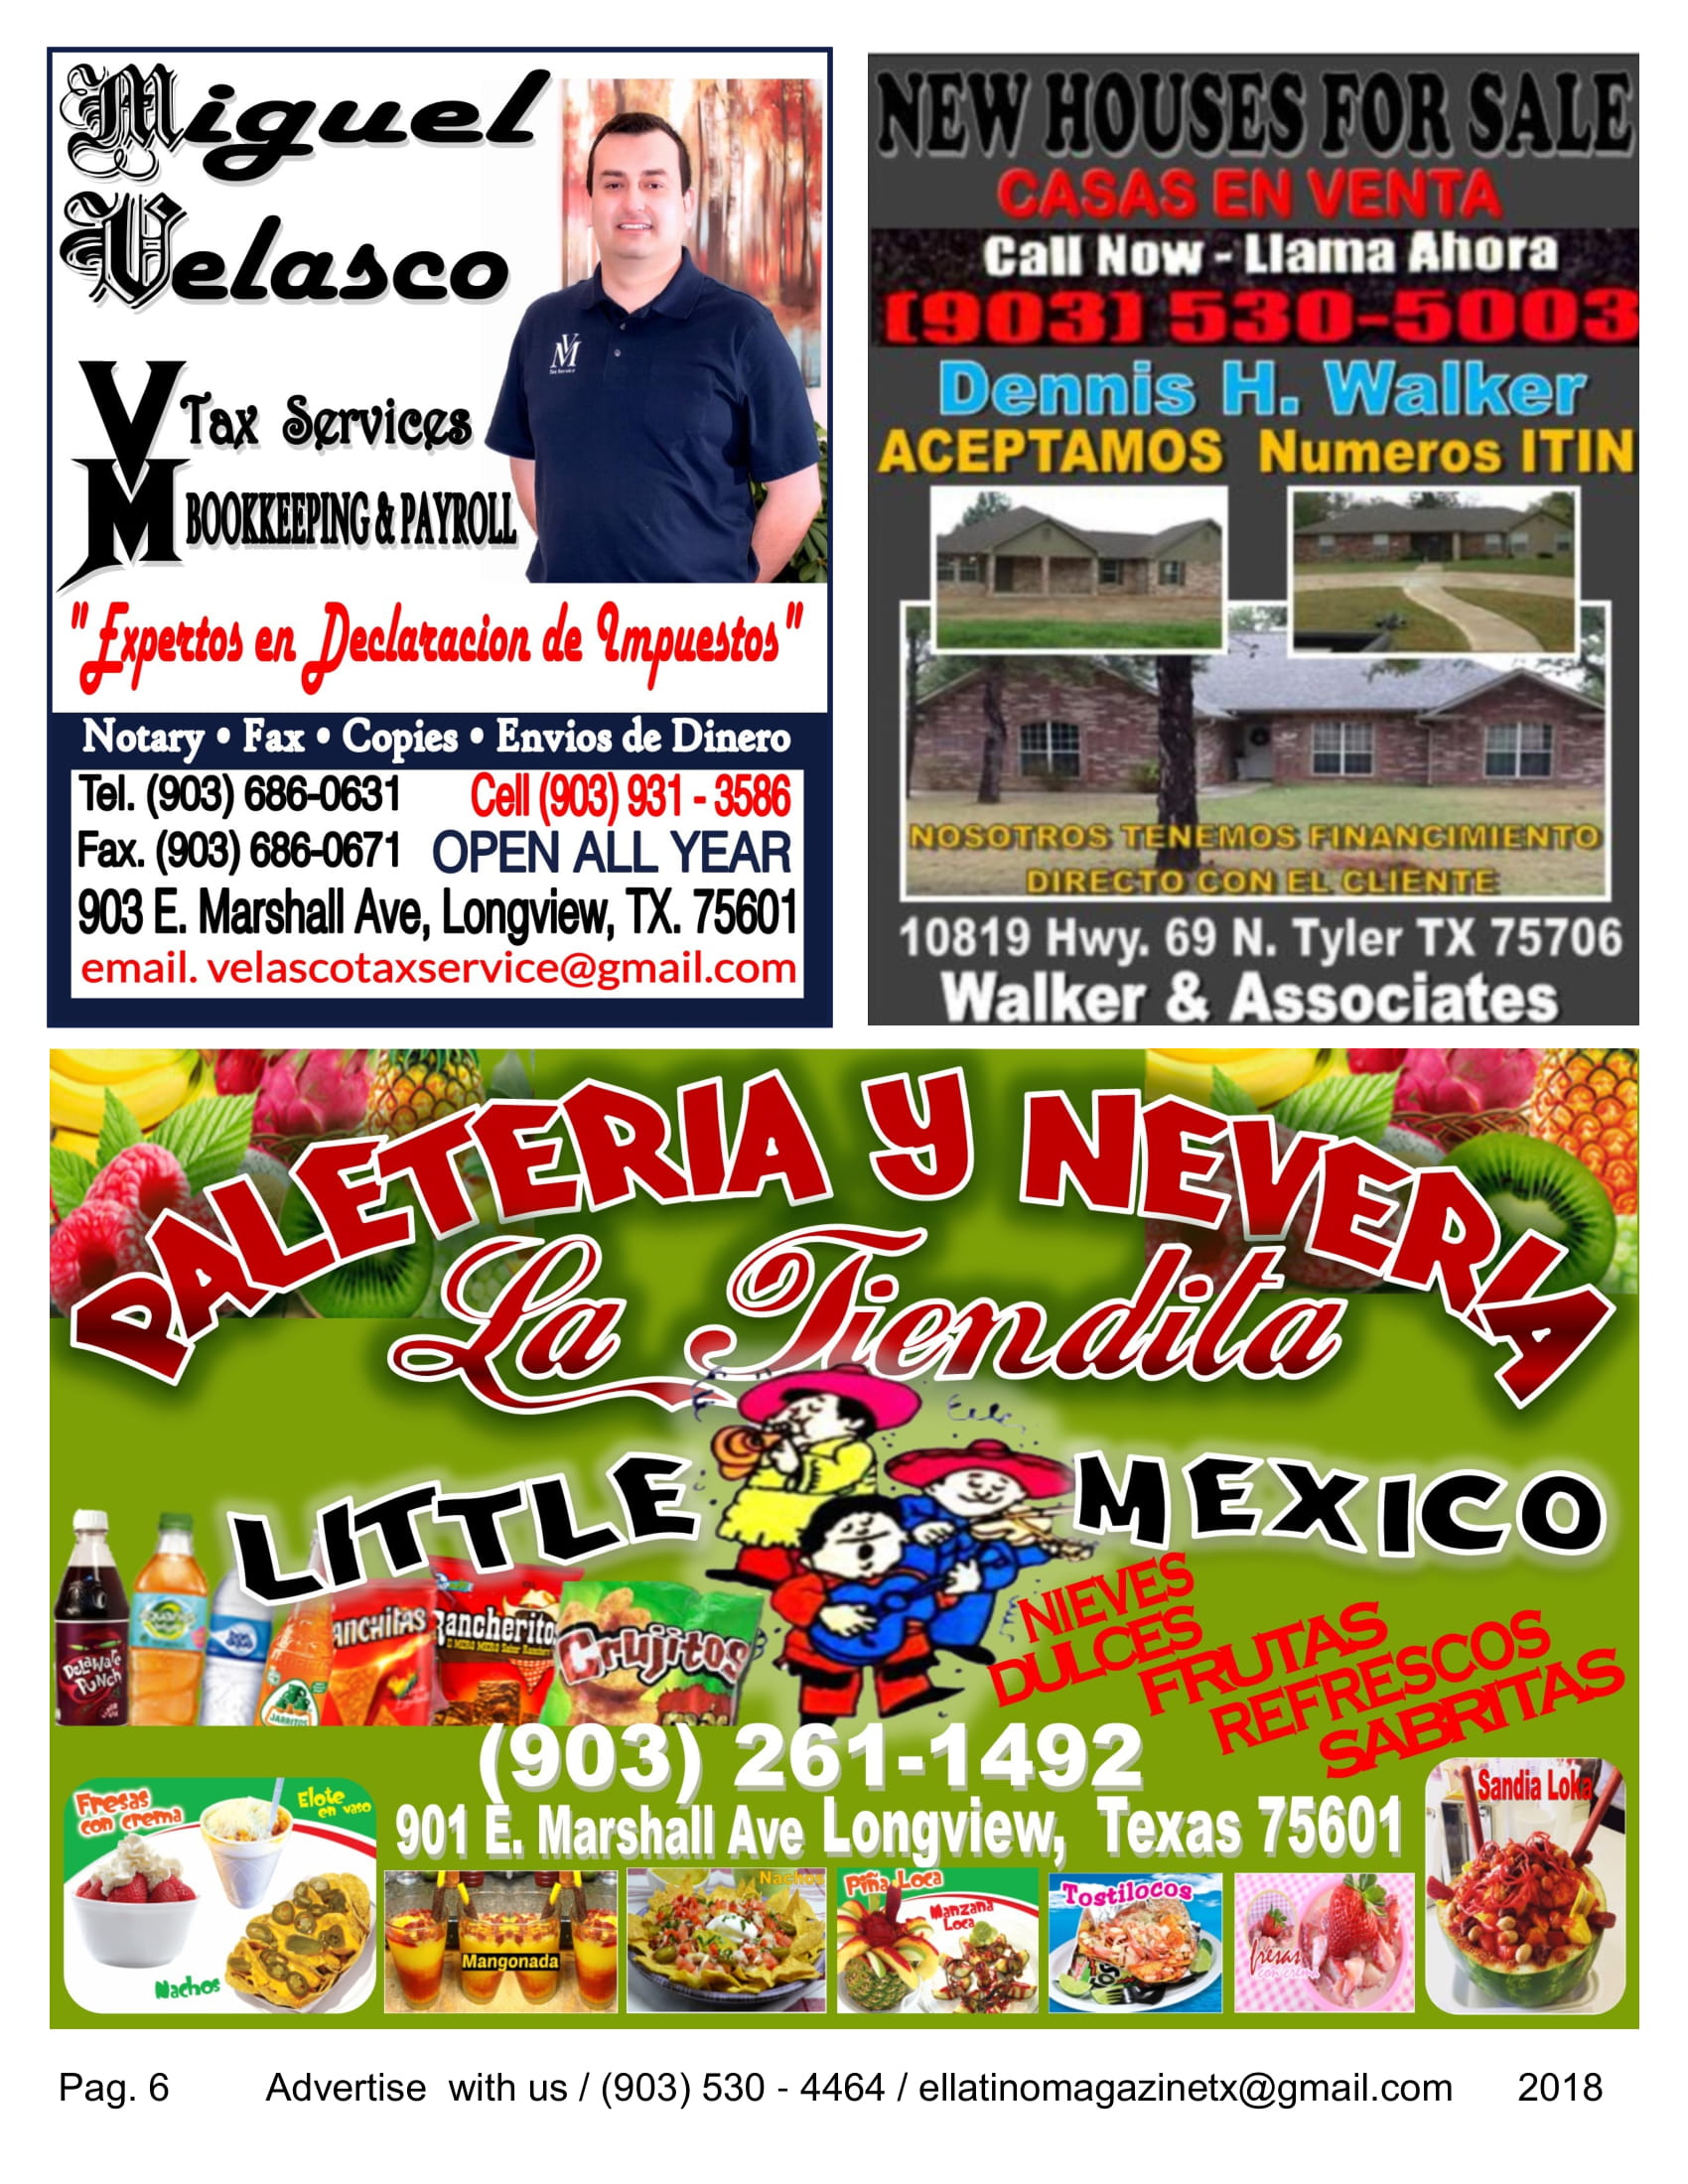 Miguel
Velasco
VM
Tax Services
BOOKKEEPING & PAYROLL
VM
"Expertos en Declaracion de Impuestos"
Notary • Fax • Copies • Envios de Dinero
Tel. (903) 686-0631 Cell (903) 931 - 3586
Fax. (903) 686-0671 OPEN ALL YEAR
903 E. Marshall Ave, Longview, TX. 75601
email. velascotaxservice@gmail.com
NEW HOUSES FOR SALE
CASAS EN VENTA
Call Now - Llama Ahora
(903) 530-5003
Dennis H. Walker
ACEPTAMOS Numeros ITIN
NOSOTROS TENEMOS FINANCIMIENTO
DIRECTO CON EL CLIENTE
10819 Hwy. 69 N. Tyler TX 75706
Walker & Associates
PALETERIA Y NEVERIA
La Tiendita
LITTLE MEXICO
NIEVES
DULCES
FRUTAS
REFRESCOS
SABRITAS
Delaware
Punch
JARRITOS
Rancherito
Crujitos
(903) 261-1492
901 E. Marshall Ave Longview, Texas 75601
Fresas
con crema
Elote
en vaso
Nachos
Mangonada
Nachos
Piña Loca
Manzana
Loca
Tostilocos
fresas
con crema
Sandia Loka
Pag. 6 Advertise with us / (903) 530 - 4464 / ellatinomagazinetx@gmail.com 2018